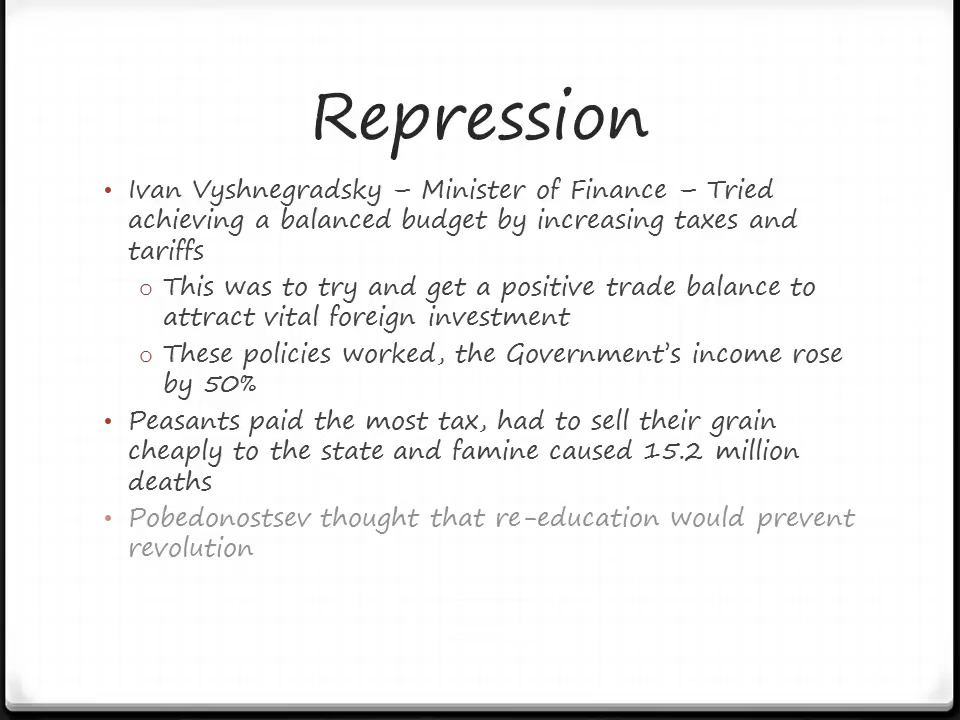 Repression
• Ivan Vyshnegradsky – Minister of Finance – Tried
achieving a balanced budget by increasing taxes and
tariffs
o This was to try and get a positive trade balance to
attract vital foreign investment
o These policies worked, the Government's income rose
by 50%
• Peasants paid the most tax, had to sell their grain
cheaply to the state and famine caused 15.2 million
deaths
• Pobedonostsev thought that re-education would prevent
revolution